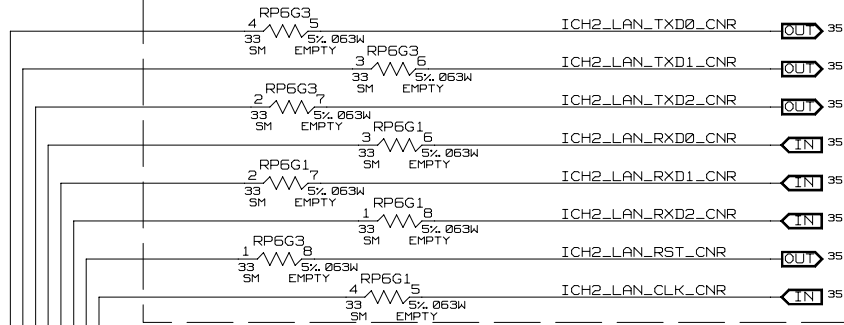 RP6G3
4 5 ICH2_LAN_TXD0_CNR OUT 35
33 5%.063W
SM EMPTY
RP6G3
3 6 ICH2_LAN_TXD1_CNR OUT 35
33 5%.063W
SM EMPTY
RP6G3
2 7 ICH2_LAN_TXD2_CNR OUT 35
33 5%.063W
SM EMPTY
RP6G1
3 6 ICH2_LAN_RXD0_CNR IN 35
33 5%.063W
SM EMPTY
RP6G1
2 7 ICH2_LAN_RXD1_CNR IN 35
33 5%.063W
SM EMPTY
RP6G1
1 8 ICH2_LAN_RXD2_CNR IN 35
33 5%.063W
SM EMPTY
RP6G3
1 8 ICH2_LAN_RST_CNR OUT 35
33 5%.063W
SM EMPTY
RP6G1
4 5 ICH2_LAN_CLK_CNR IN 35
33 5%.063W
SM EMPTY